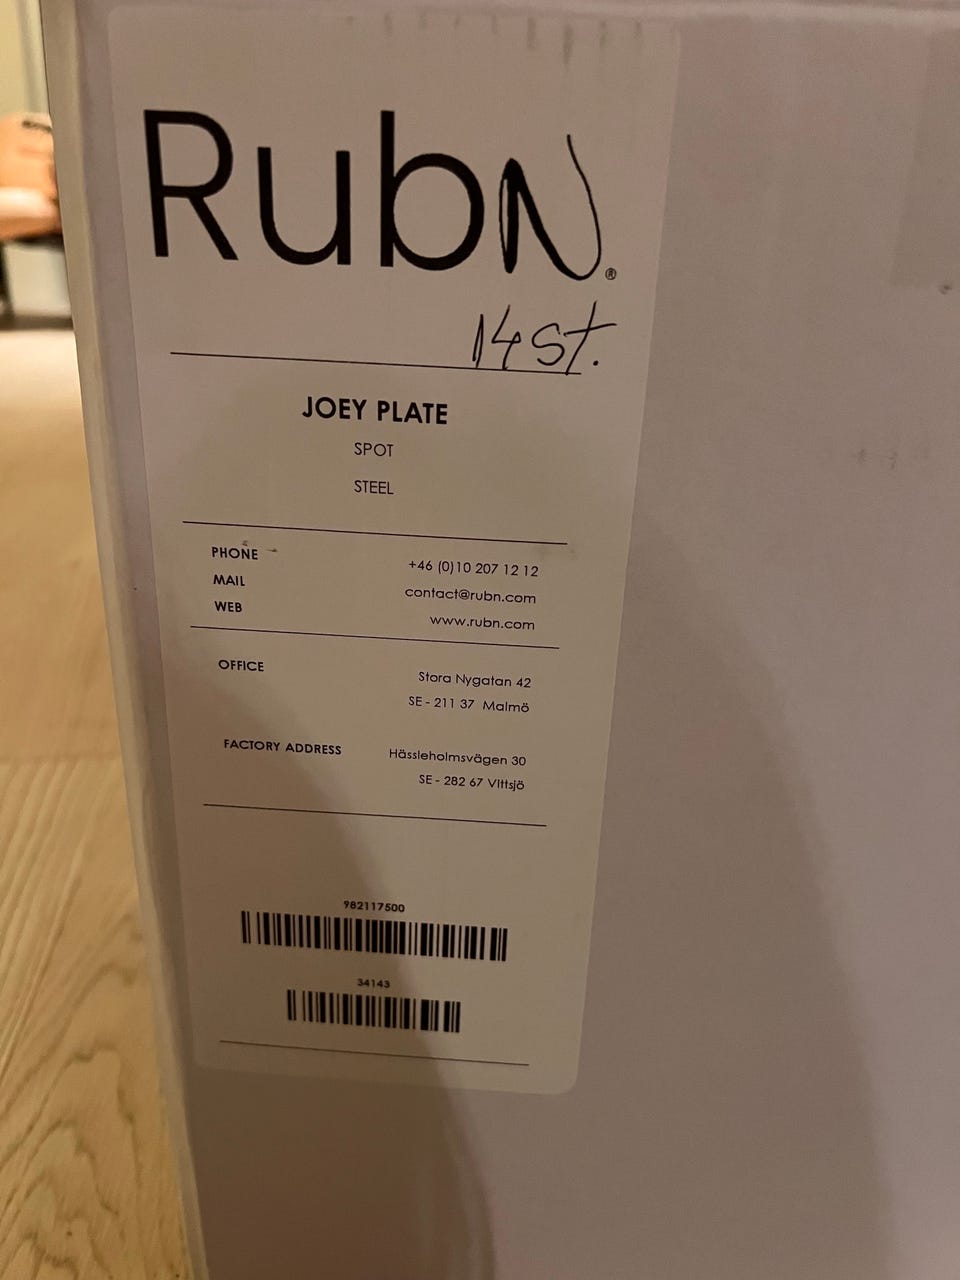 RubN®
14 st.
JOEY PLATE
SPOT
STEEL
PHONE +46 (0)10 207 12 12
MAIL contact@rubn.com
WEB www.rubn.com
OFFICE Stora Nygatan 42
SE - 211 37 Malmö
FACTORY ADDRESS Hässleholmsvägen 30
SE - 282 67 Vittsjö
982117500
34143